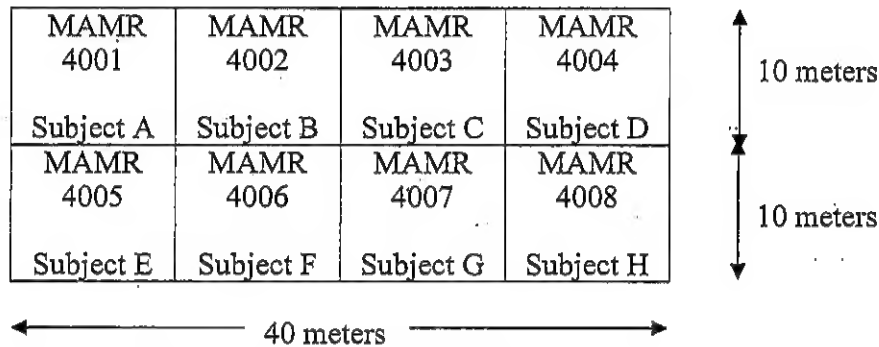 MAMR MAMR MAMR MAMR
4001 4002 4003 4004
10 meters
Subject A Subject B Subject C Subject D
MAMR MAMR MAMR MAMR
4005 4006 4007 4008
10 meters
Subject E Subject F Subject G Subject H
40 meters